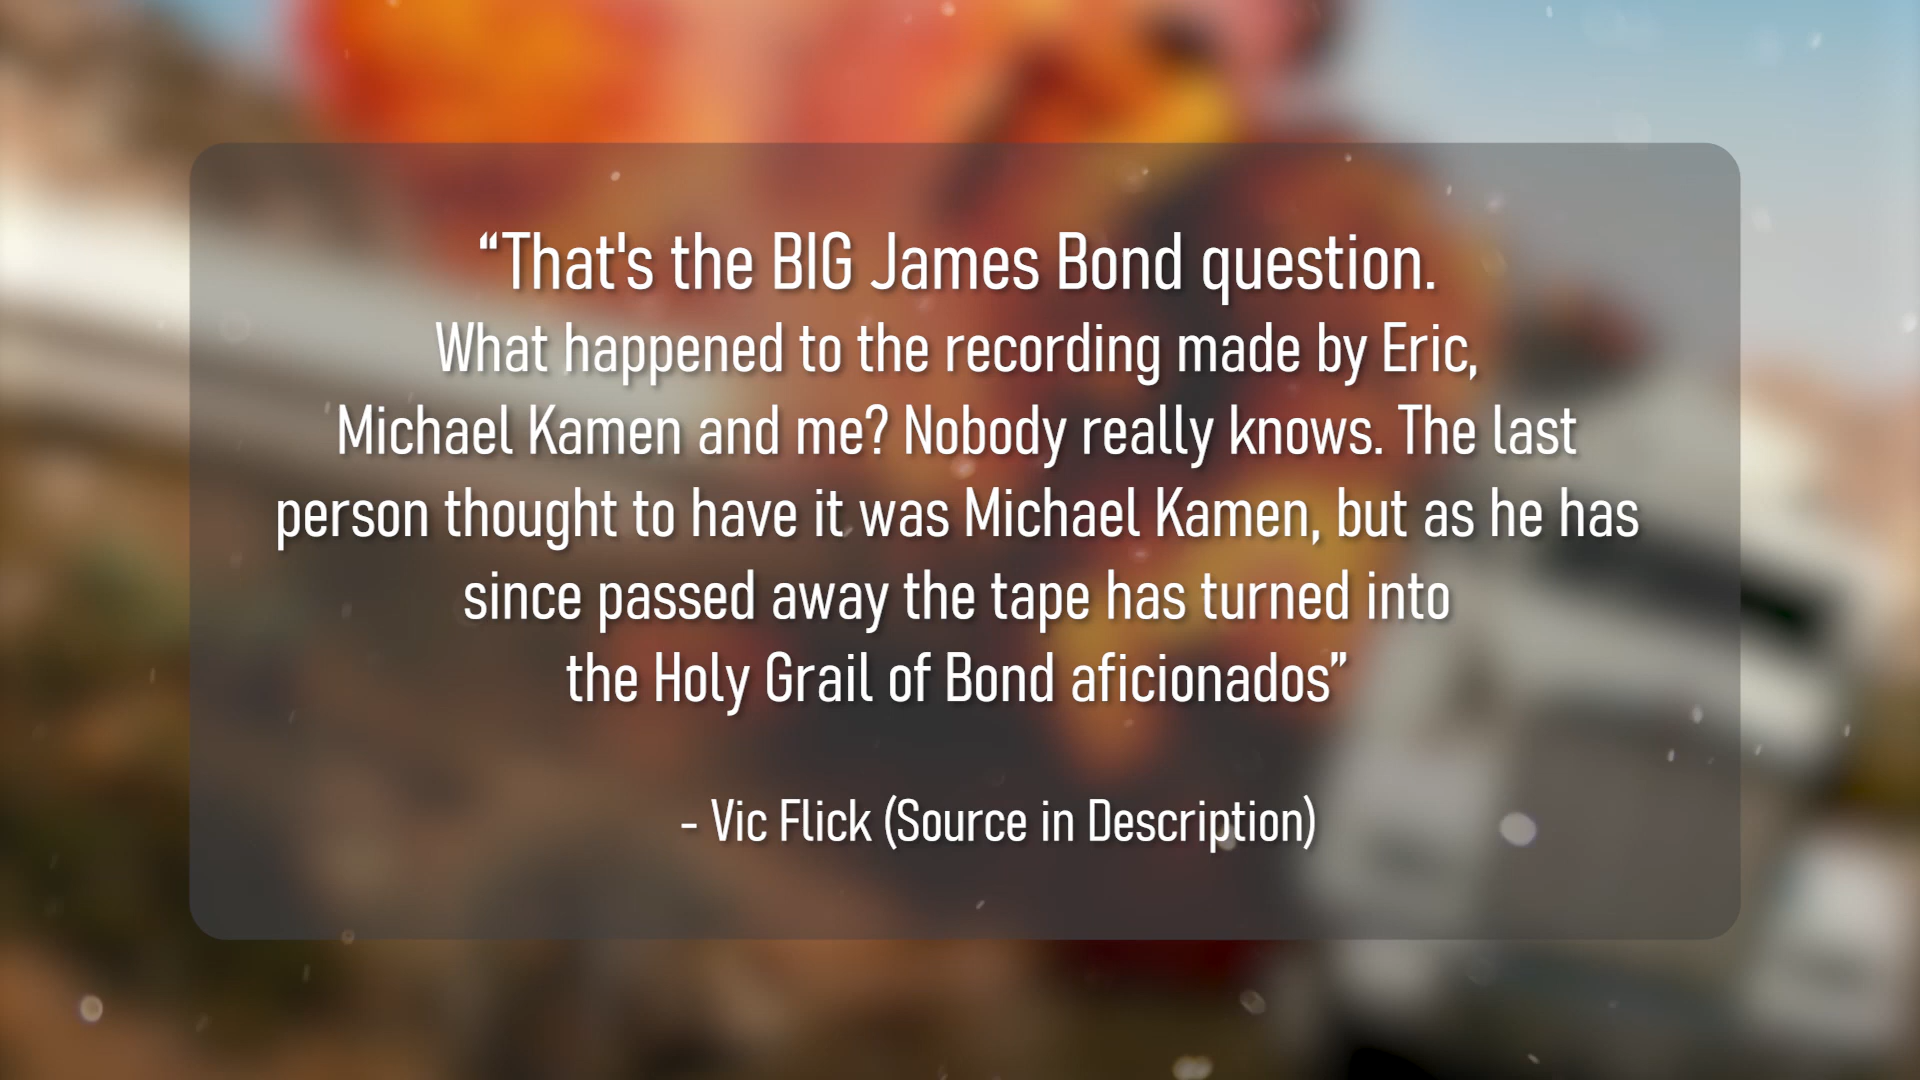 “That's the BIG James Bond question.
What happened to the recording made by Eric,
Michael Kamen and me? Nobody really knows. The last
person thought to have it was Michael Kamen, but as he has
since passed away the tape has turned into
the Holy Grail of Bond aficionados”
- Vic Flick (Source in Description)